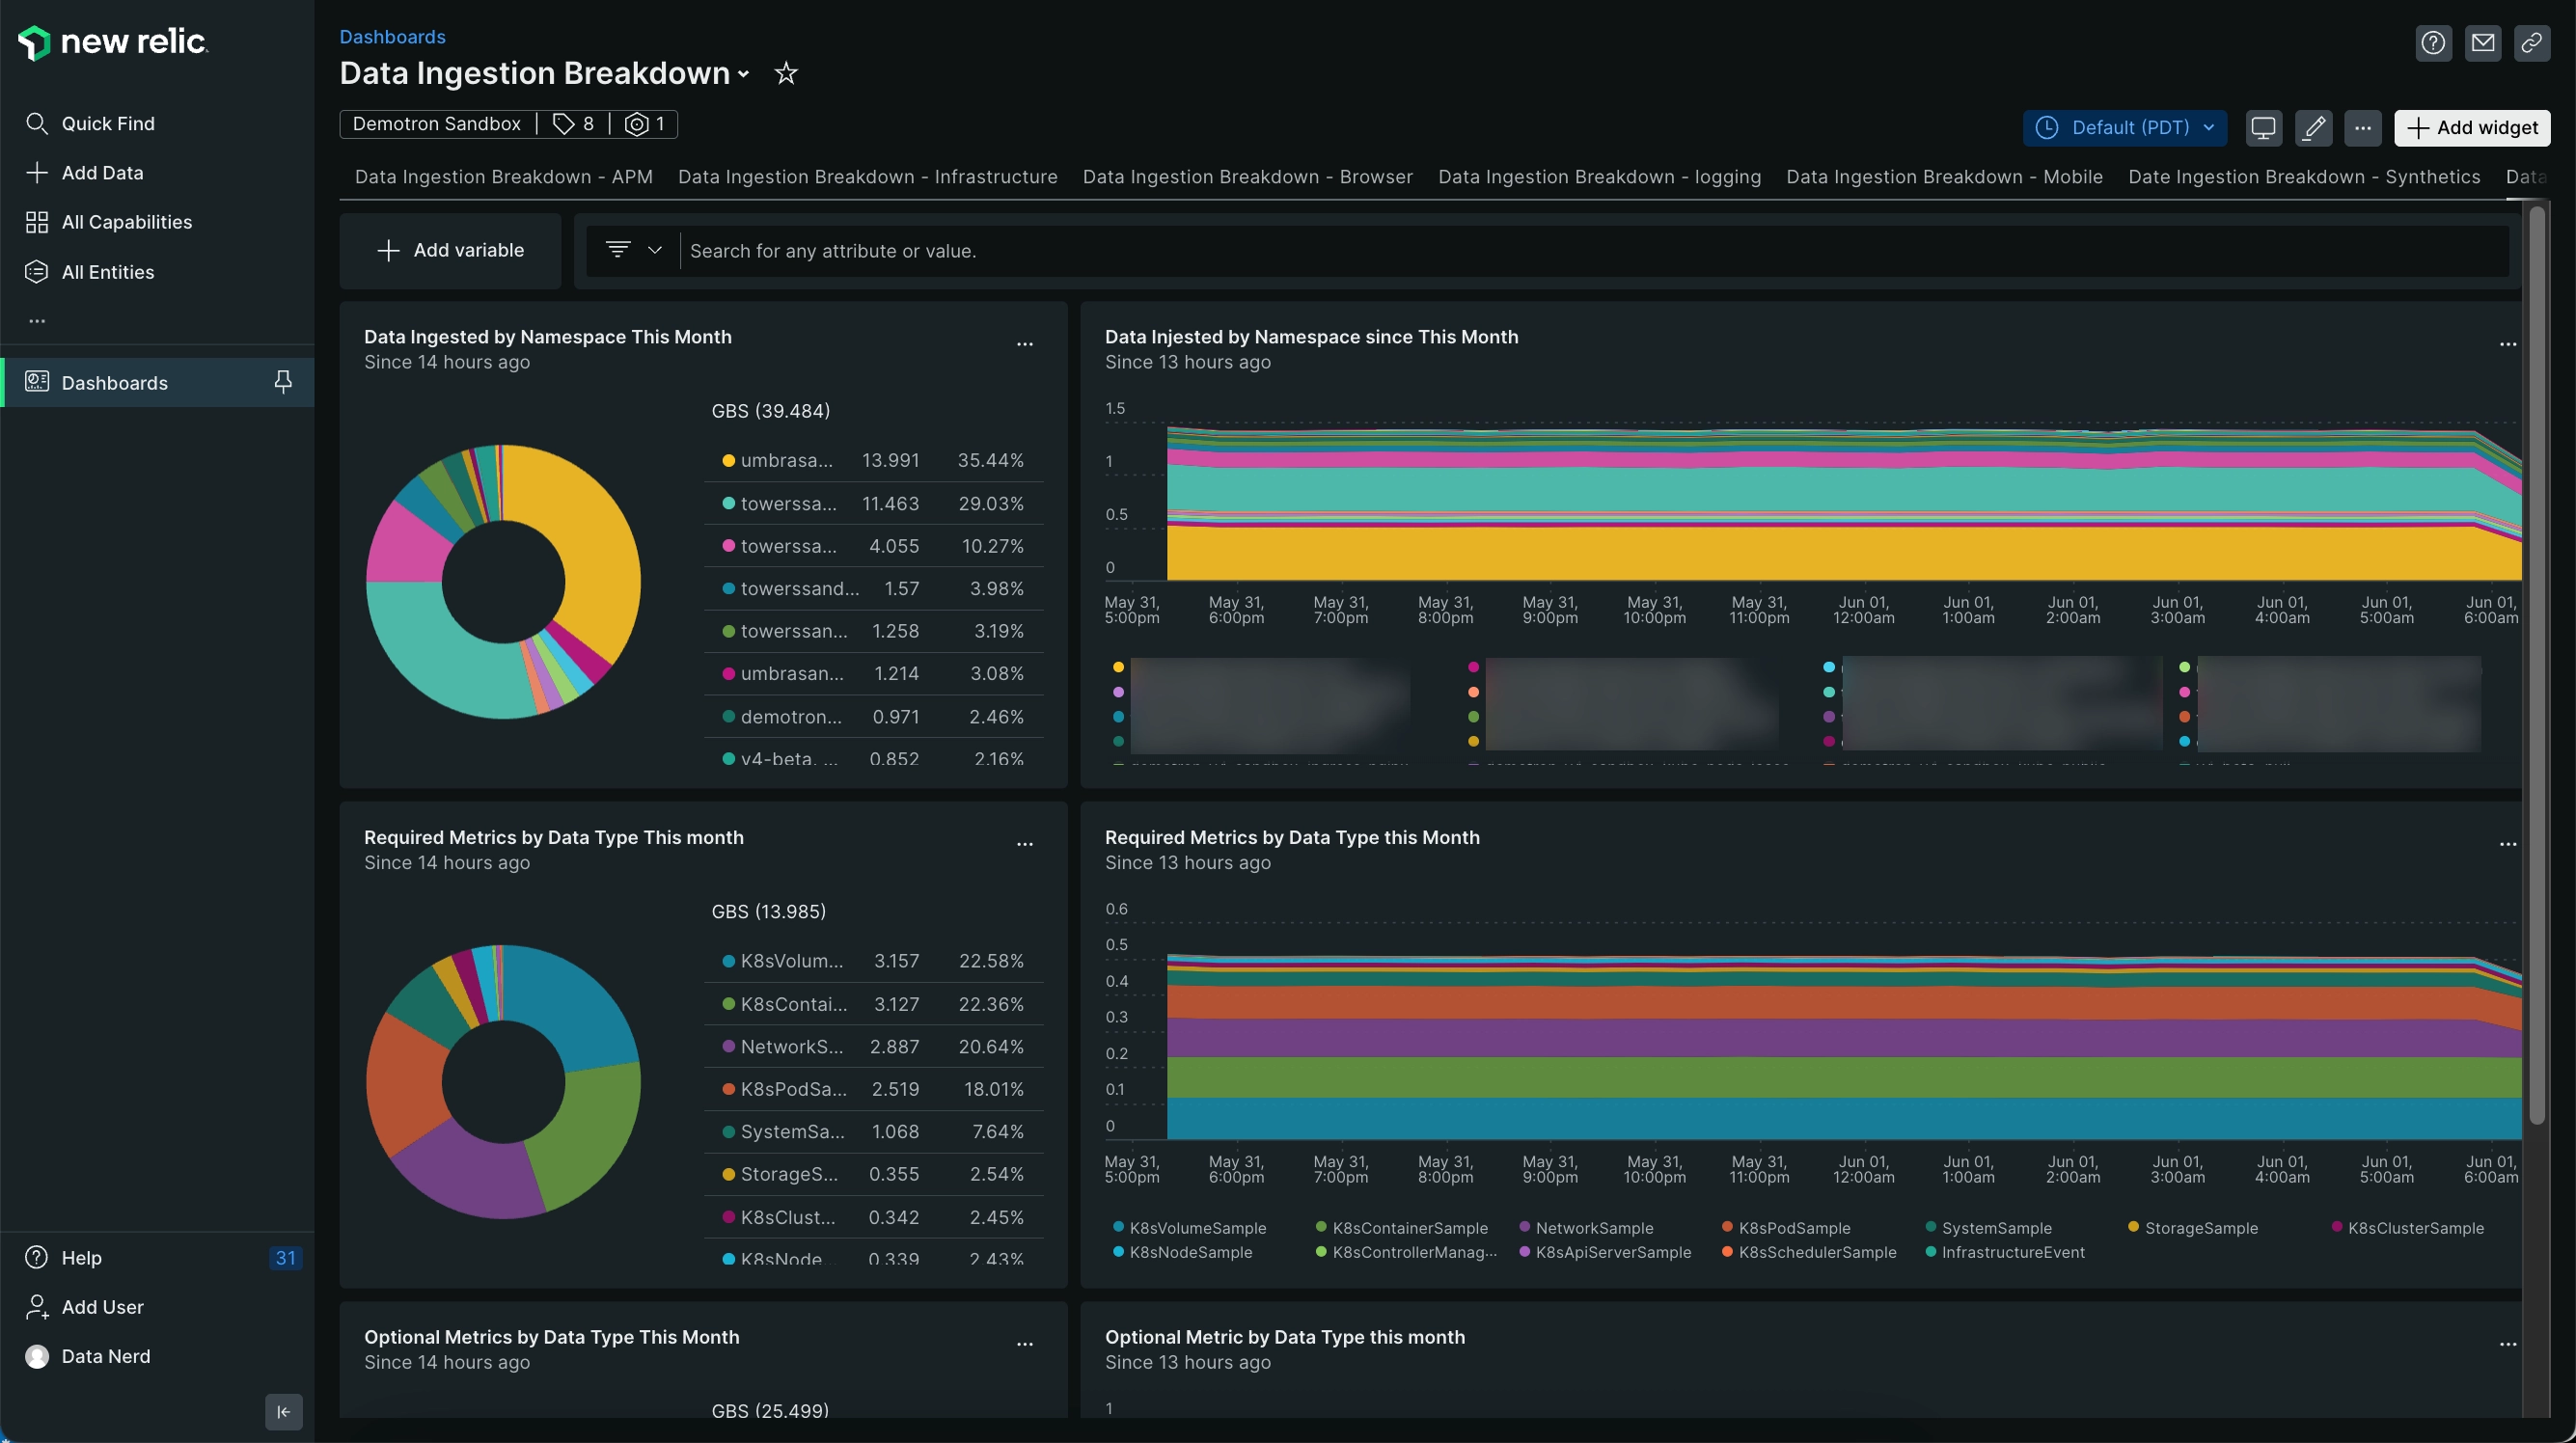 new relic
Quick Find
Add Data
All Capabilities
All Entities
...
Dashboards
Help 31
Add User
Data Nerd
Dashboards
Data Ingestion Breakdown
Demotron Sandbox | 8 | 1
Default (PDT)
...
Add widget
Data Ingestion Breakdown - APM
Data Ingestion Breakdown - Infrastructure
Data Ingestion Breakdown - Browser
Data Ingestion Breakdown - logging
Data Ingestion Breakdown - Mobile
Date Ingestion Breakdown - Synthetics
Data
Add variable
Search for any attribute or value.
Data Ingested by Namespace This Month
Since 14 hours ago
GBS (39.484)
umbrasa... 13.991 35.44%
towerssa... 11.463 29.03%
towerssa... 4.055 10.27%
towerssand... 1.57 3.98%
towerssan... 1.258 3.19%
umbrasan... 1.214 3.08%
demotron... 0.971 2.46%
v4-beta, ... 0.852 2.16%
Data Injested by Namespace since This Month
Since 13 hours ago
1.5
1
0.5
0
May 31, 5:00pm
May 31, 6:00pm
May 31, 7:00pm
May 31, 8:00pm
May 31, 9:00pm
May 31, 10:00pm
May 31, 11:00pm
Jun 01, 12:00am
Jun 01, 1:00am
Jun 01, 2:00am
Jun 01, 3:00am
Jun 01, 4:00am
Jun 01, 5:00am
Jun 01, 6:00am
Required Metrics by Data Type This month
Since 14 hours ago
GBS (13.985)
K8sVolum... 3.157 22.58%
K8sContai... 3.127 22.36%
NetworkS... 2.887 20.64%
K8sPodSa... 2.519 18.01%
SystemSa... 1.068 7.64%
StorageS... 0.355 2.54%
K8sClust... 0.342 2.45%
K8sNode... 0.339 2.43%
Required Metrics by Data Type this Month
Since 13 hours ago
0.6
0.5
0.4
0.3
0.2
0.1
0
May 31, 5:00pm
May 31, 6:00pm
May 31, 7:00pm
May 31, 8:00pm
May 31, 9:00pm
May 31, 10:00pm
May 31, 11:00pm
Jun 01, 12:00am
Jun 01, 1:00am
Jun 01, 2:00am
Jun 01, 3:00am
Jun 01, 4:00am
Jun 01, 5:00am
Jun 01, 6:00am
K8sVolumeSample K8sContainerSample NetworkSample K8sPodSample SystemSample StorageSample K8sClusterSample
K8sNodeSample K8sControllerManag... K8sApiServerSample K8sSchedulerSample InfrastructureEvent
Optional Metrics by Data Type This Month
Since 14 hours ago
GBS (25.499)
Optional Metric by Data Type this month
Since 13 hours ago
1